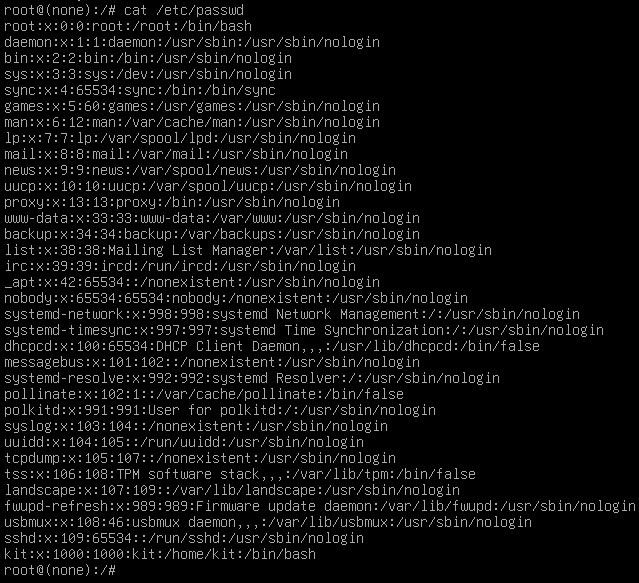 root@(none):/# cat /etc/passwd
root:x:0:0:root:/root:/bin/bash
daemon:x:1:1:daemon:/usr/sbin:/usr/sbin/nologin
bin:x:2:2:bin:/bin:/usr/sbin/nologin
sys:x:3:3:sys:/dev:/usr/sbin/nologin
sync:x:4:65534:sync:/bin:/bin/sync
games:x:5:60:games:/usr/games:/usr/sbin/nologin
man:x:6:12:man:/var/cache/man:/usr/sbin/nologin
lp:x:7:7:lp:/var/spool/lpd:/usr/sbin/nologin
mail:x:8:8:mail:/var/mail:/usr/sbin/nologin
news:x:9:9:news:/var/spool/news:/usr/sbin/nologin
uucp:x:10:10:uucp:/var/spool/uucp:/usr/sbin/nologin
proxy:x:13:13:proxy:/bin:/usr/sbin/nologin
www-data:x:33:33:www-data:/var/www:/usr/sbin/nologin
backup:x:34:34:backup:/var/backups:/usr/sbin/nologin
list:x:38:38:Mailing List Manager:/var/list:/usr/sbin/nologin
irc:x:39:39:ircd:/run/ircd:/usr/sbin/nologin
_apt:x:42:65534::/nonexistent:/usr/sbin/nologin
nobody:x:65534:65534:nobody:/nonexistent:/usr/sbin/nologin
systemd-network:x:998:998:systemd Network Management:/:/usr/sbin/nologin
systemd-timesync:x:997:997:systemd Time Synchronization:/:/usr/sbin/nologin
dhcpcd:x:100:65534:DHCP Client Daemon,,,:/usr/lib/dhcpcd:/bin/false
messagebus:x:101:102::/nonexistent:/usr/sbin/nologin
systemd-resolve:x:992:992:systemd Resolver:/:/usr/sbin/nologin
pollinate:x:102:1::/var/cache/pollinate:/bin/false
polkitd:x:991:991:User for polkitd:/:/usr/sbin/nologin
syslog:x:103:104::/nonexistent:/usr/sbin/nologin
uuidd:x:104:105::/run/uuidd:/usr/sbin/nologin
tcpdump:x:105:107::/nonexistent:/usr/sbin/nologin
tss:x:106:108:TPM software stack,,,:/var/lib/tpm:/bin/false
landscape:x:107:109::/var/lib/landscape:/usr/sbin/nologin
fwupd-refresh:x:989:989:Firmware update daemon:/var/lib/fwupd:/usr/sbin/nologin
usbmux:x:108:46:usbmux daemon,,,:/var/lib/usbmux:/usr/sbin/nologin
sshd:x:109:65534::/run/sshd:/usr/sbin/nologin
kit:x:1000:1000:kit:/home/kit:/bin/bash
root@(none):/#